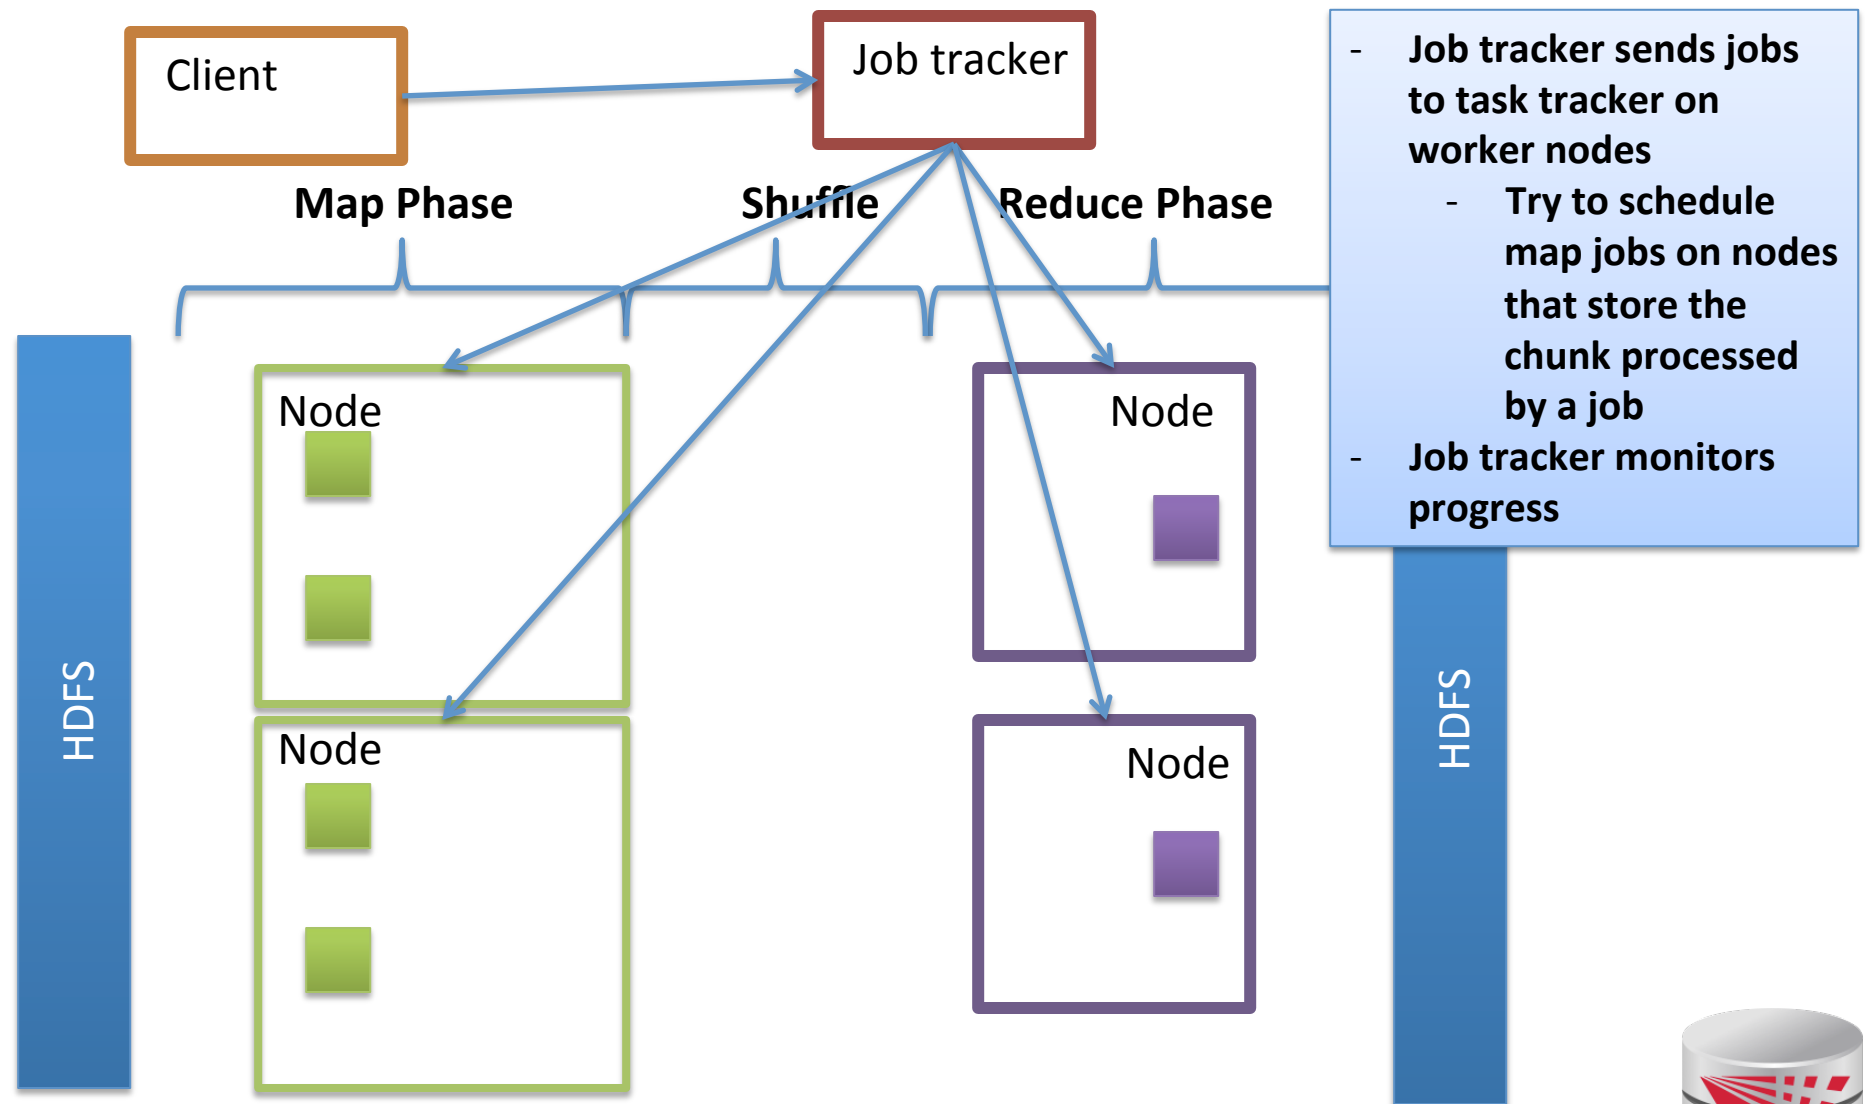 Client
Job tracker
Map Phase
Shuffle
Reduce Phase
- Job tracker sends jobs
to task tracker on
worker nodes
- Try to schedule
map jobs on nodes
that store the
chunk processed
by a job
- Job tracker monitors
progress
HDFS
Node
Node
Node
Node
HDFS